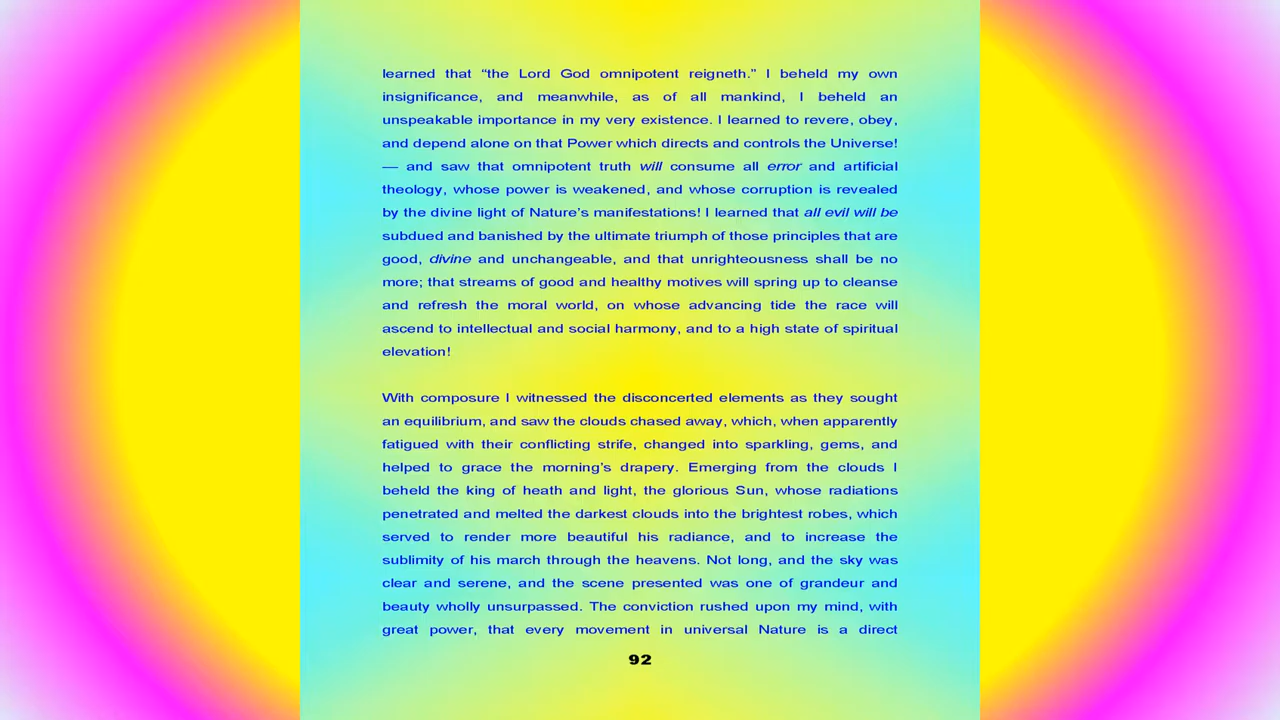 learned that “the Lord God omnipotent reigneth.” I beheld my own
insignificance, and meanwhile, as of all mankind, I beheld an
unspeakable importance in my very existence. I learned to revere, obey,
and depend alone on that Power which directs and controls the Universe!
— and saw that omnipotent truth will consume all error and artificial
theology, whose power is weakened, and whose corruption is revealed
by the divine light of Nature’s manifestations! I learned that all evil will be
subdued and banished by the ultimate triumph of those principles that are
good, divine and unchangeable, and that unrighteousness shall be no
more; that streams of good and healthy motives will spring up to cleanse
and refresh the moral world, on whose advancing tide the race will
ascend to intellectual and social harmony, and to a high state of spiritual
elevation!
With composure I witnessed the disconcerted elements as they sought
an equilibrium, and saw the clouds chased away, which, when apparently
fatigued with their conflicting strife, changed into sparkling, gems, and
helped to grace the morning’s drapery. Emerging from the clouds I
beheld the king of heath and light, the glorious Sun, whose radiations
penetrated and melted the darkest clouds into the brightest robes, which
served to render more beautiful his radiance, and to increase the
sublimity of his march through the heavens. Not long, and the sky was
clear and serene, and the scene presented was one of grandeur and
beauty wholly unsurpassed. The conviction rushed upon my mind, with
great power, that every movement in universal Nature is a direct
92